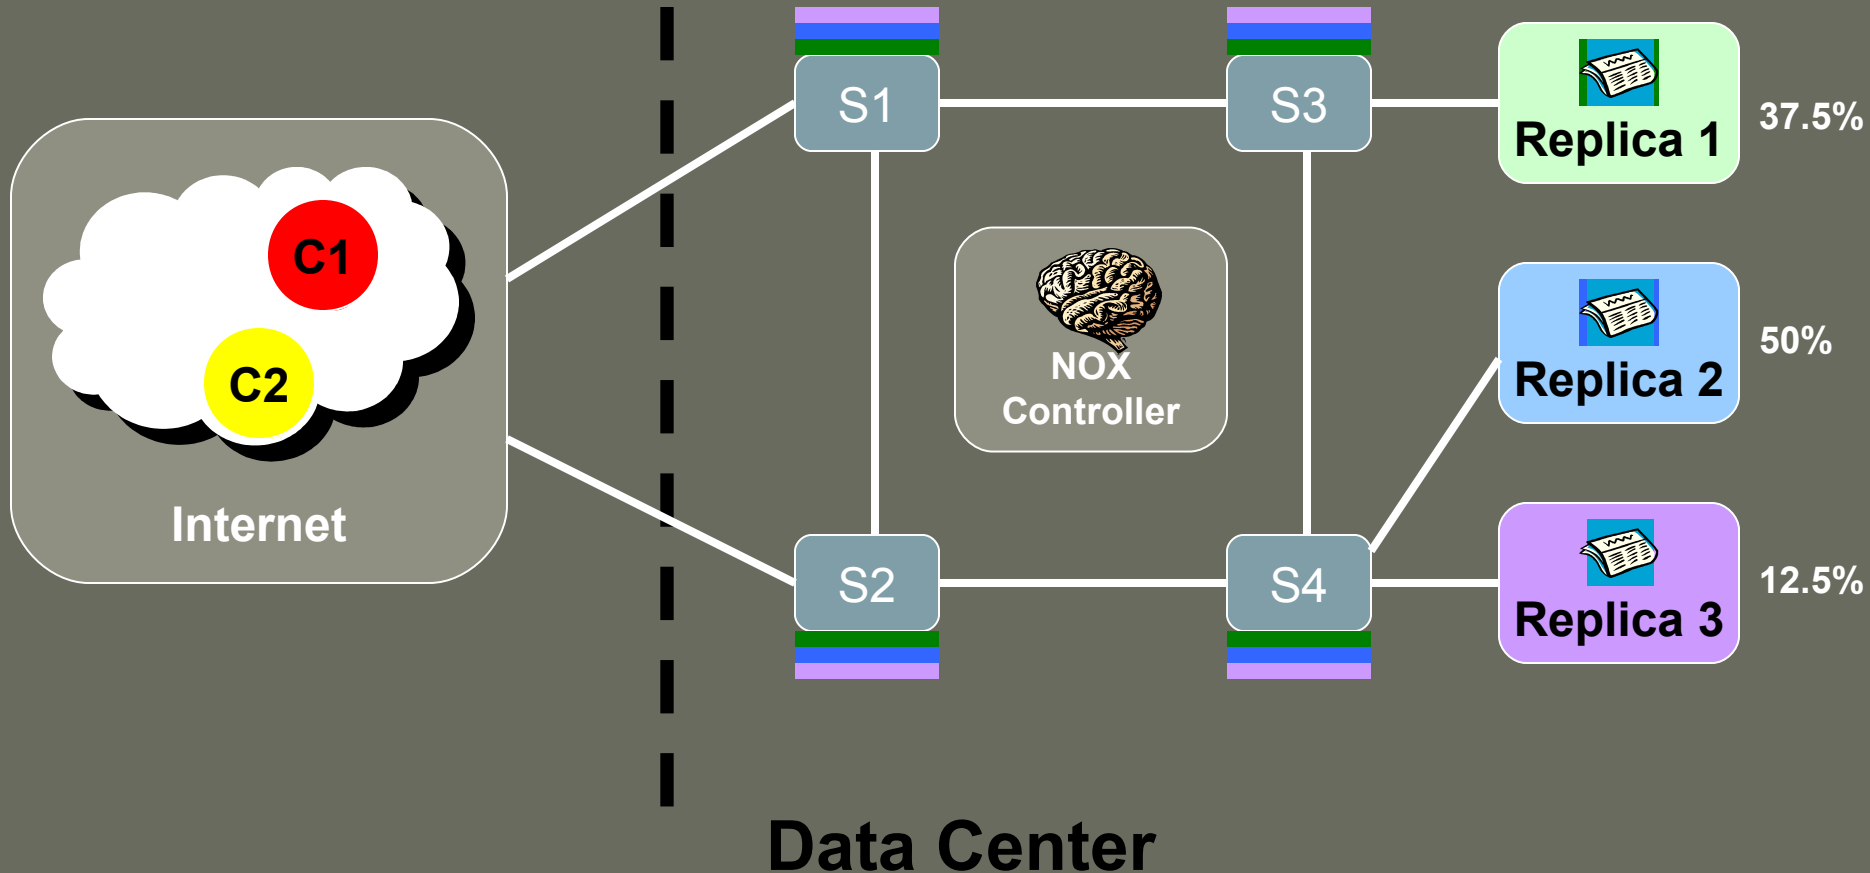 S1
S3
Replica 1
37.5%
C1
C2
Internet
NOX
Controller
Replica 2
50%
S2
S4
Replica 3
12.5%
Data Center